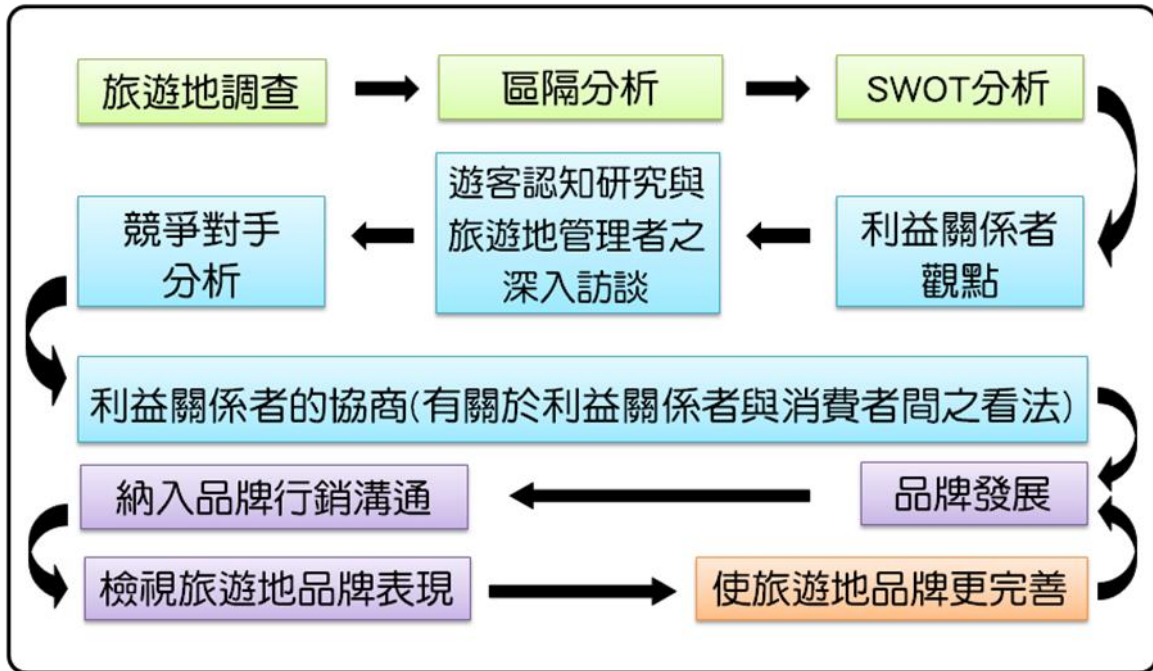 旅遊地調查
區隔分析
SWOT分析
競爭對手
分析
遊客認知研究與
旅遊地管理者之
深入訪談
利益關係者
觀點
利益關係者的協商(有關於利益關係者與消費者間之看法)
納入品牌行銷溝通
品牌發展
檢視旅遊地品牌表現
使旅遊地品牌更完善